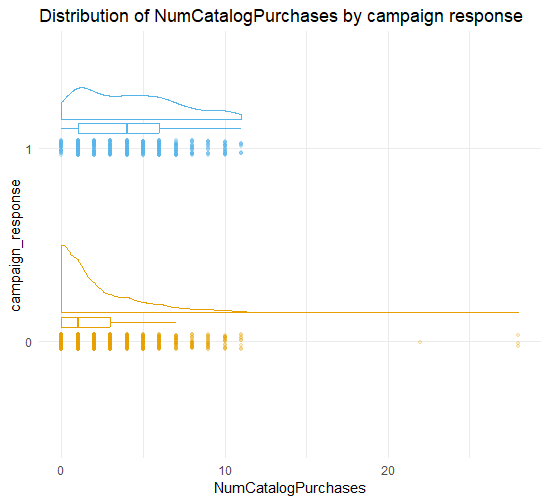 Distribution of NumCatalogPurchases by campaign response
campaign_response
1
0
0 10 20
NumCatalogPurchases